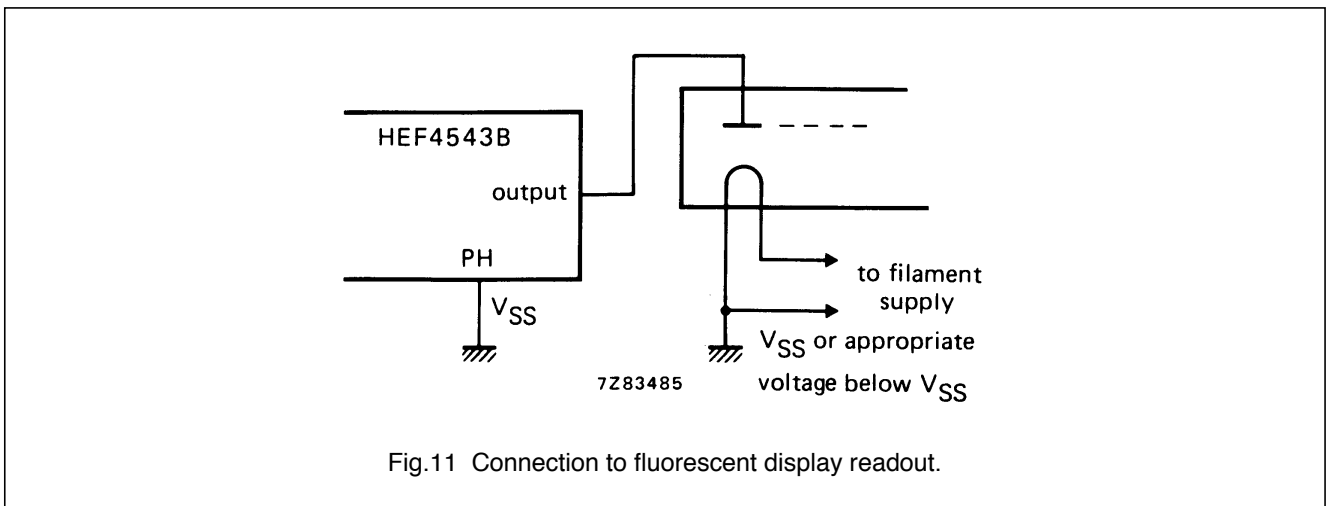 HEF4543B
output
PH
VSS
to filament
supply
VSS or appropriate
voltage below VSS
7Z83485
Fig.11 Connection to fluorescent display readout.